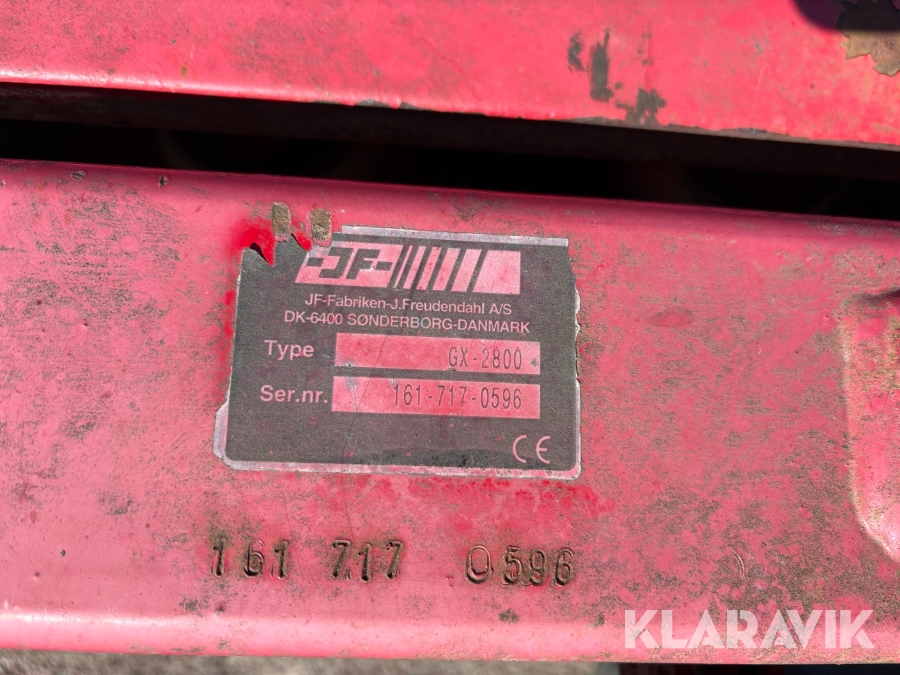 JF
JF-Fabriken-J.Freudendahl A/S
DK-6400 SØNDERBORG-DANMARK
Type GX-2800
Ser.nr. 161-717-0596
CE
161 717 0596
KLARAVIK